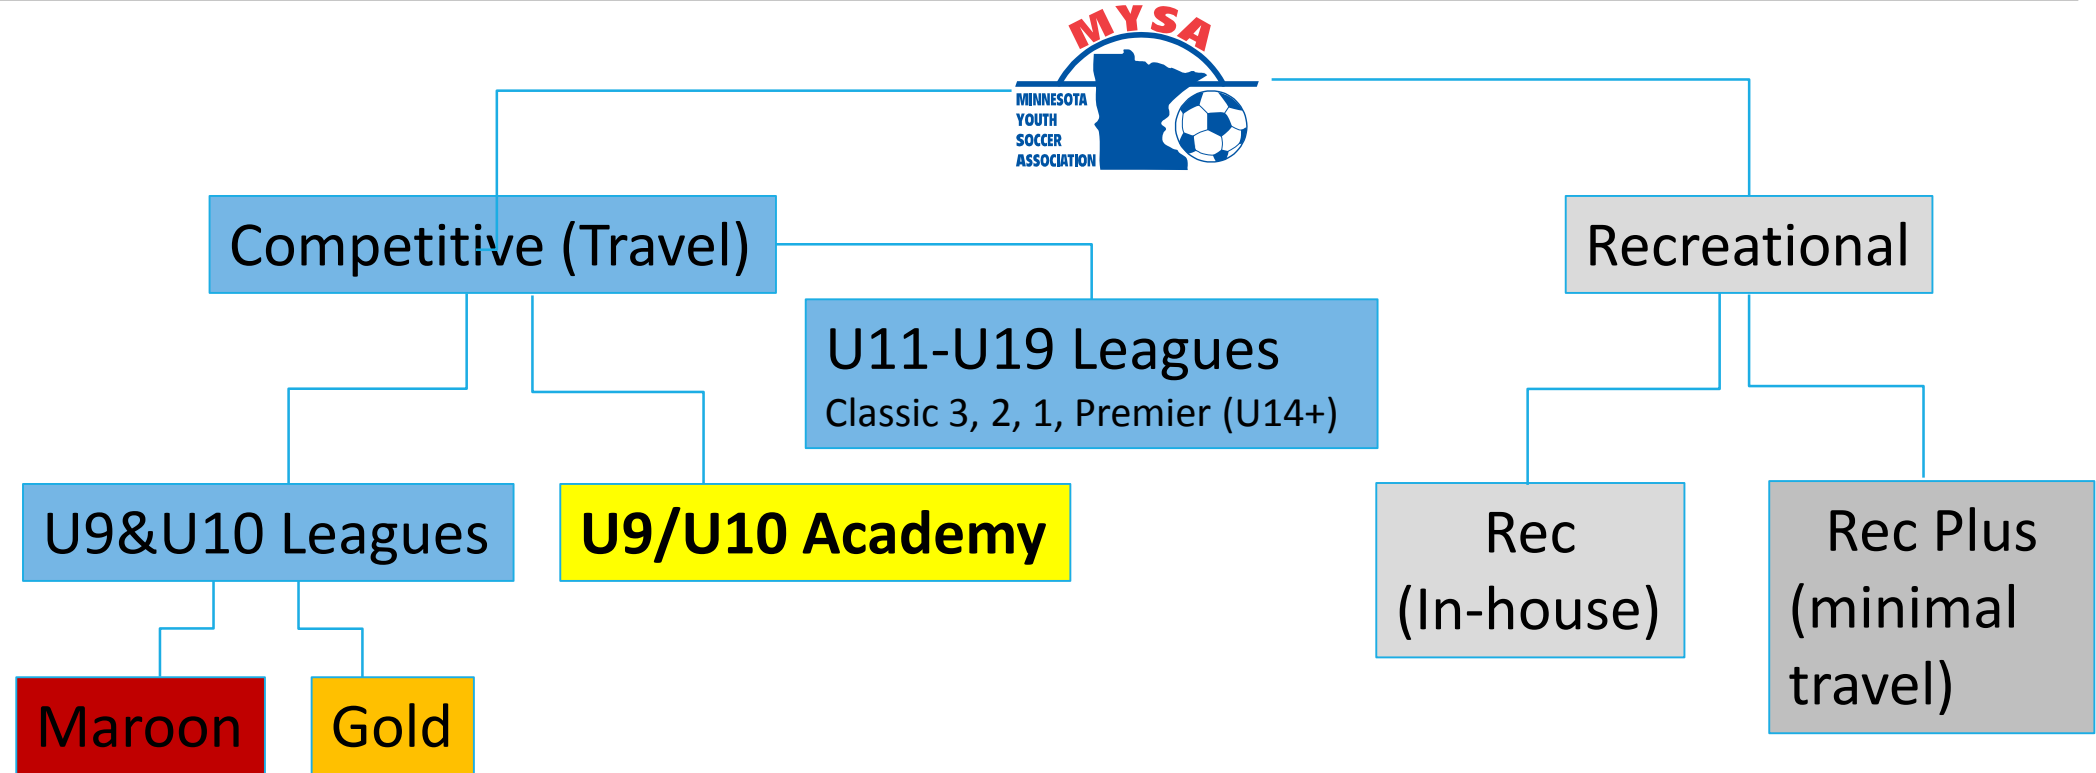 MYSA
MINNESOTA
YOUTH
SOCCER
ASSOCIATION
Competitive (Travel)
Recreational
U11-U19 Leagues
Classic 3, 2, 1, Premier (U14+)
U9&U10 Leagues
U9/U10 Academy
Rec
(In-house)
Rec Plus
(minimal
travel)
Maroon
Gold